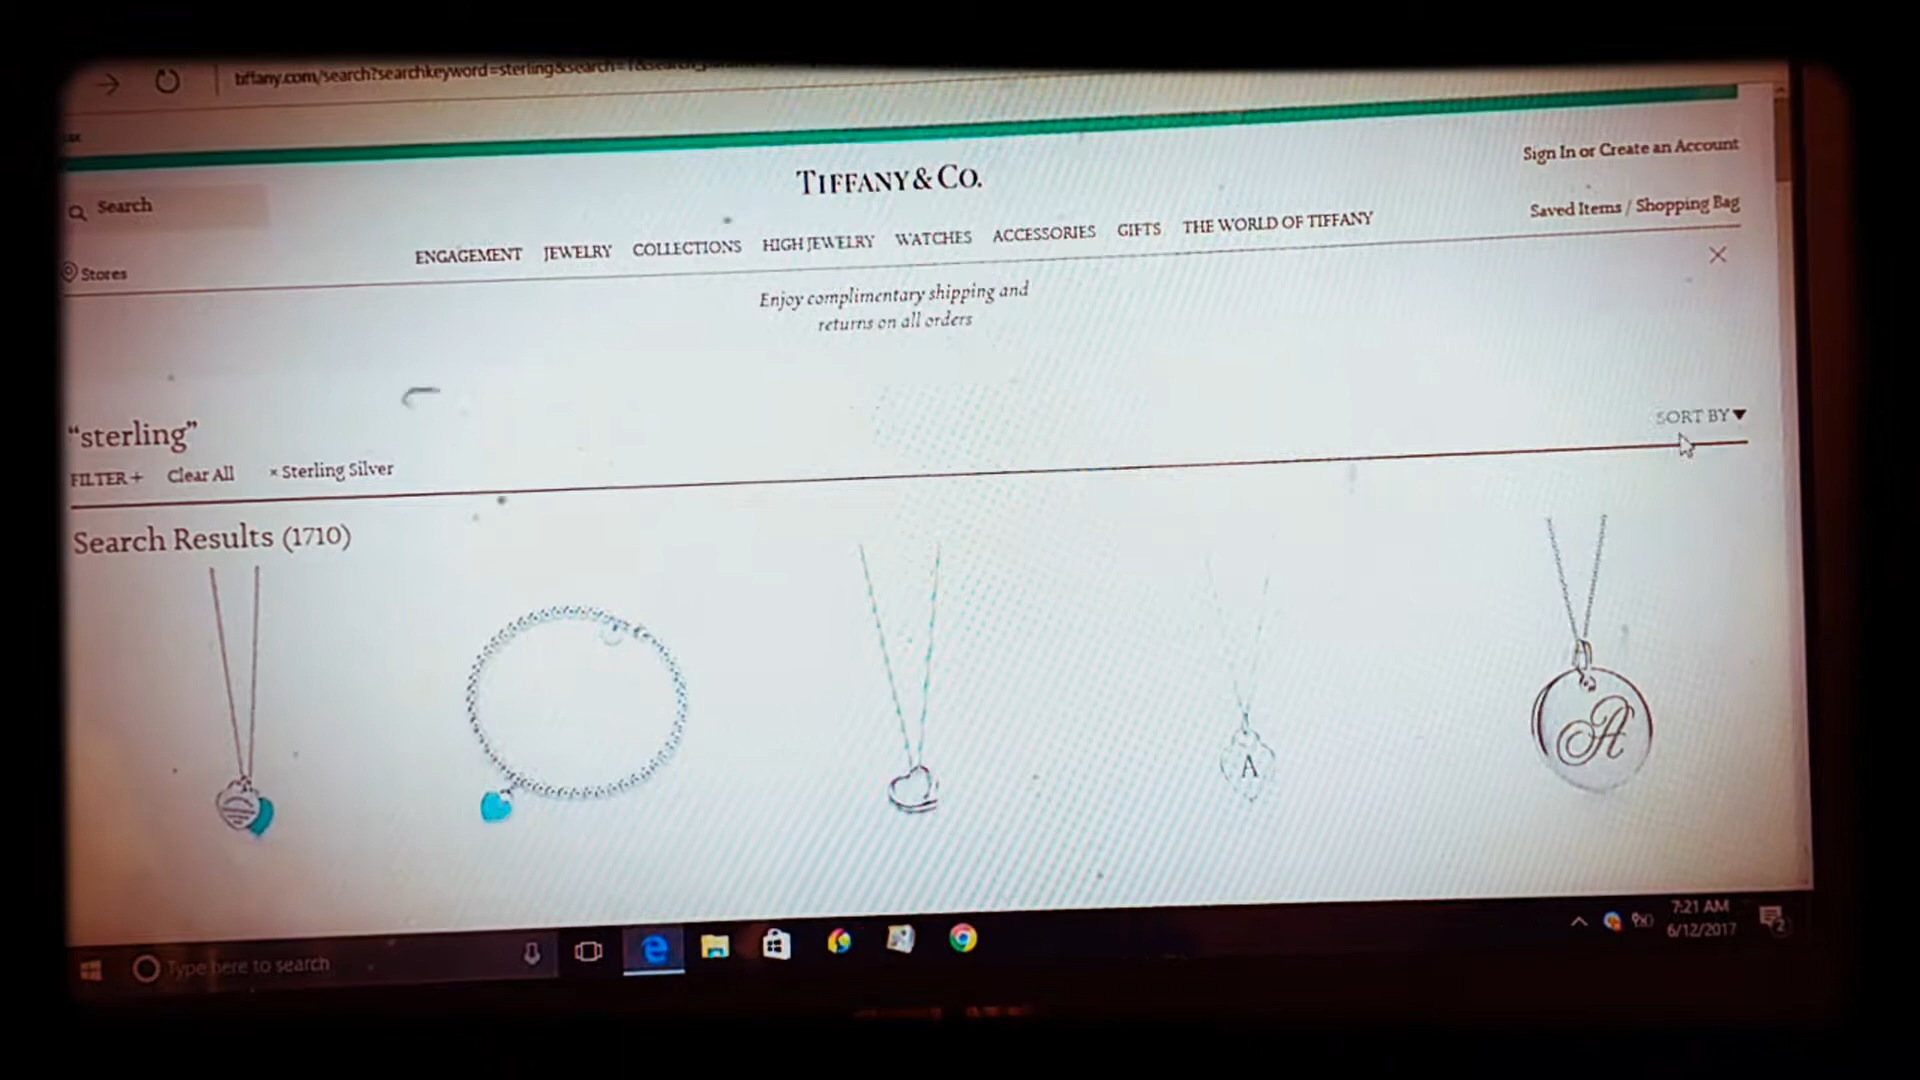 tiffany.com/search?searchkeyword=sterling&search=1&search_
TIFFANY & CO.
Sign In or Create an Account
Search
Saved Items / Shopping Bag
ENGAGEMENT JEWELRY COLLECTIONS HIGH JEWELRY WATCHES ACCESSORIES GIFTS THE WORLD OF TIFFANY
Stores
Enjoy complimentary shipping and
returns on all orders
"sterling"
SORT BY
FILTER + Clear All × Sterling Silver
Search Results (1710)
A
A
7:21 AM
6/12/2017
Type here to search
2